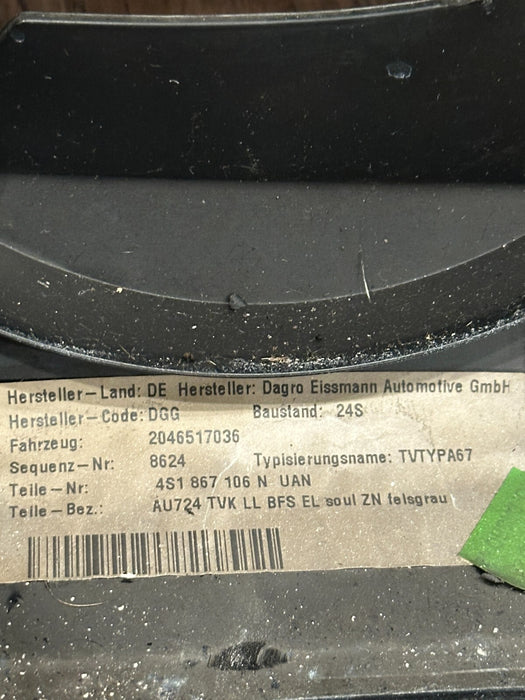 Hersteller-Land: DE Hersteller: Dagro Eissmann Automotive GmbH
Hersteller-Code: DGG Baustand: 24S
Fahrzeug: 2046517036
Sequenz-Nr: 8624 Typisierungsname: TVTYPA67
Teile-Nr: 4S1 867 106 N UAN
Teile-Bez.: AU724 TVK LL BFS EL soul ZN felsgrau